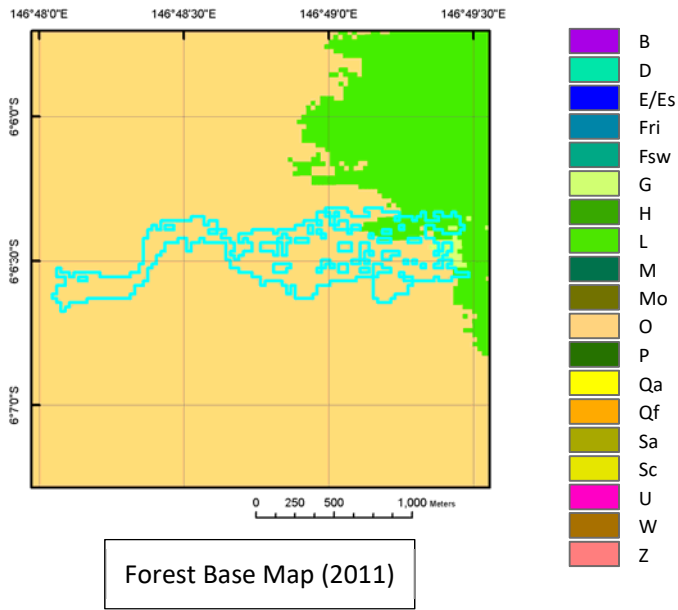 146°48'0"E 146°48'30"E 146°49'0"E 146°49'30"E
6°6'0"S
6°6'30"S
6°7'0"S
0 250 500 1,000 Meters
Forest Base Map (2011)
B
D
E/Es
Fri
Fsw
G
H
L
M
Mo
O
P
Qa
Qf
Sa
Sc
U
W
Z